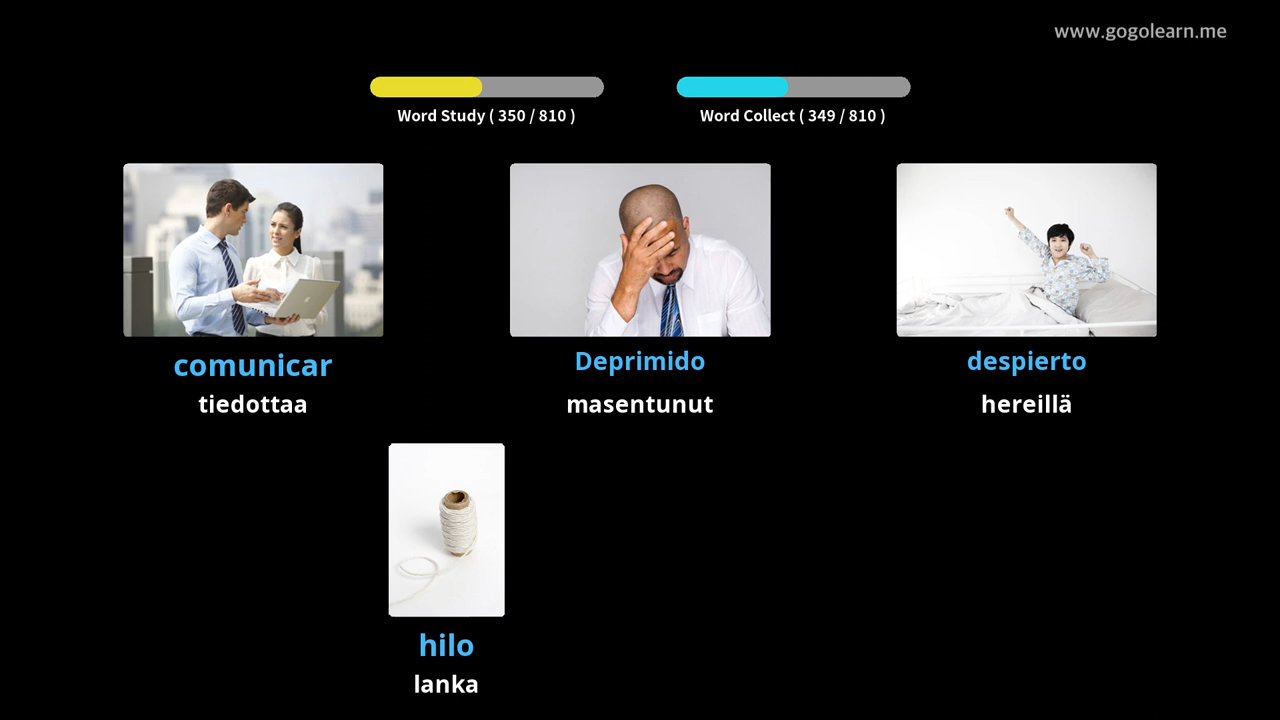 www.gogolearn.me
Word Study ( 350 / 810 )
Word Collect ( 349 / 810 )
comunicar
tiedottaa
Deprimido
masentunut
despierto
hereillä
hilo
lanka